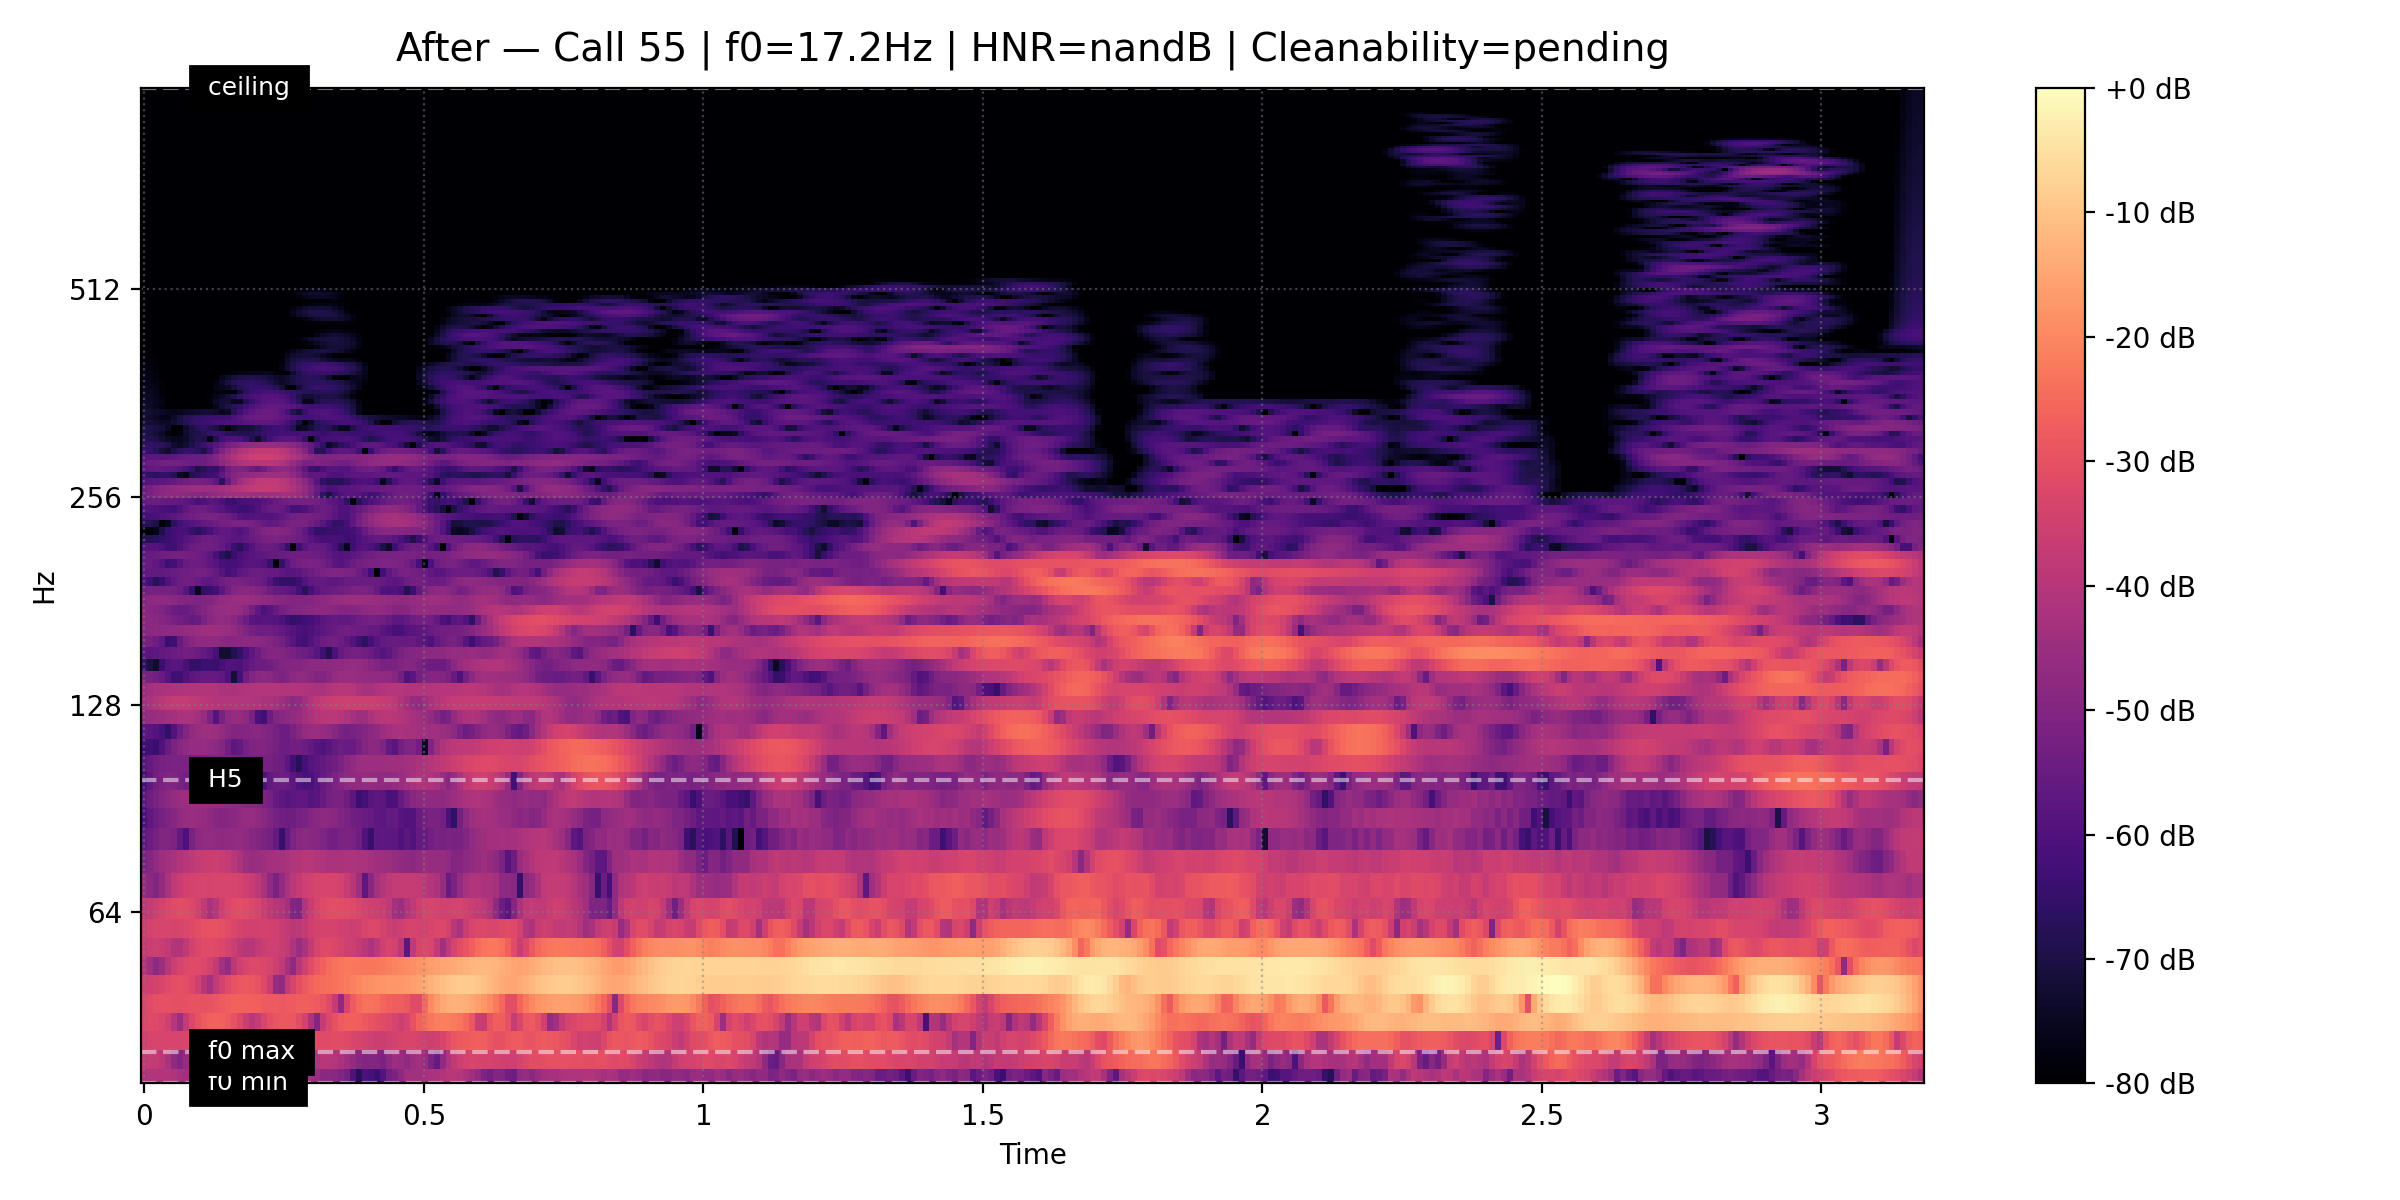 After — Call 55 | f0=17.2Hz | HNR=nandB | Cleanability=pending
ceiling
+0 dB
-10 dB
512
-20 dB
-30 dB
256
-40 dB
Hz
128
-50 dB
H5
-60 dB
64
-70 dB
f0 max
f0 min
-80 dB
0 0.5 1 1.5 2 2.5 3
Time